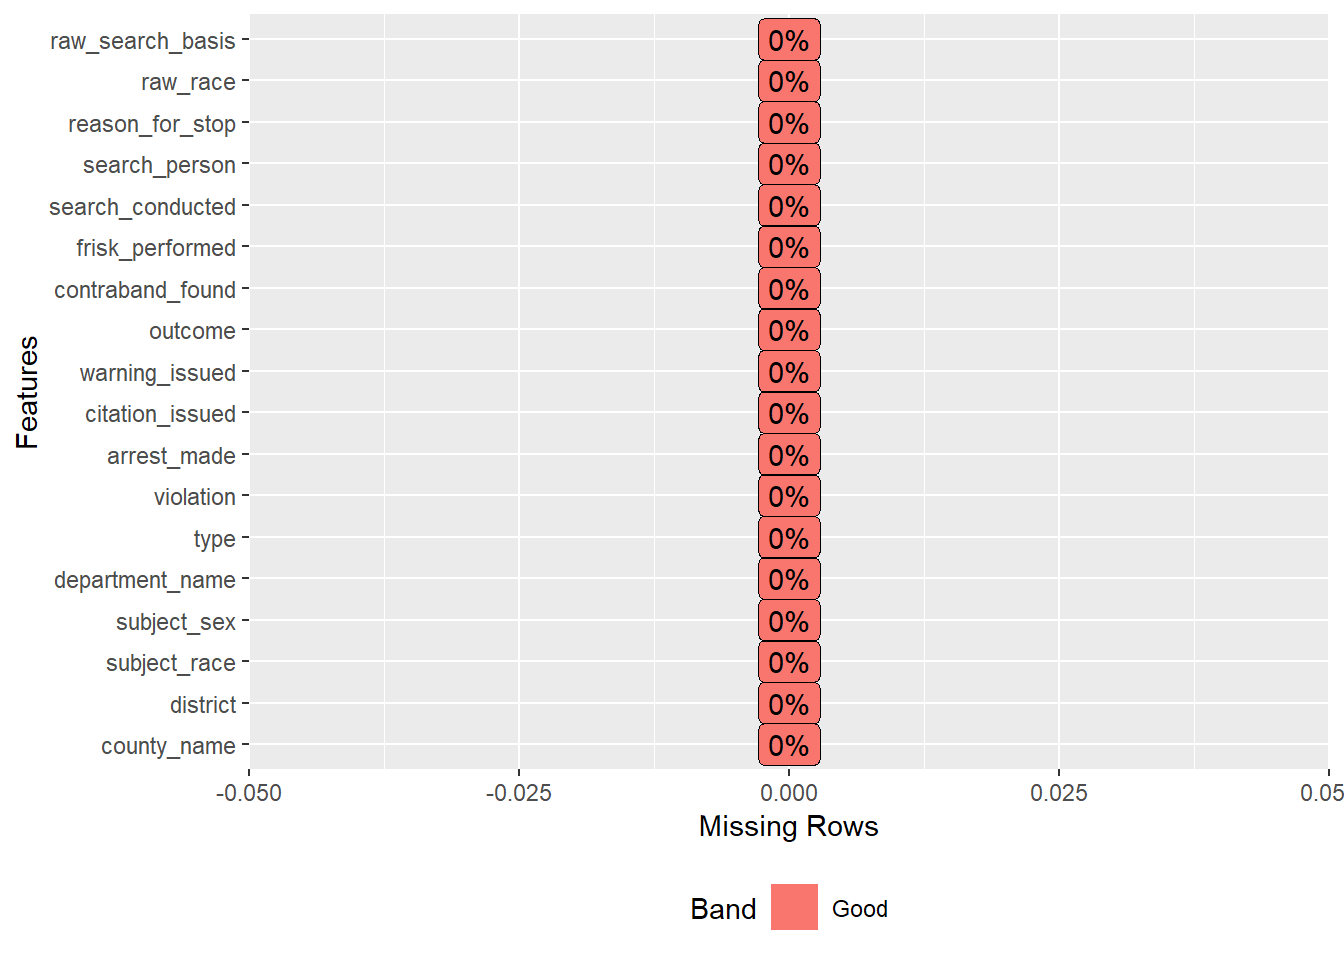 raw_search_basis 0%
raw_race 0%
reason_for_stop 0%
search_person 0%
search_conducted 0%
frisk_performed 0%
contraband_found 0%
outcome 0%
warning_issued 0%
citation_issued 0%
arrest_made 0%
violation 0%
type 0%
department_name 0%
subject_sex 0%
subject_race 0%
district 0%
county_name 0%
Features
-0.050 -0.025 0.000 0.025 0.05
Missing Rows
Band Good